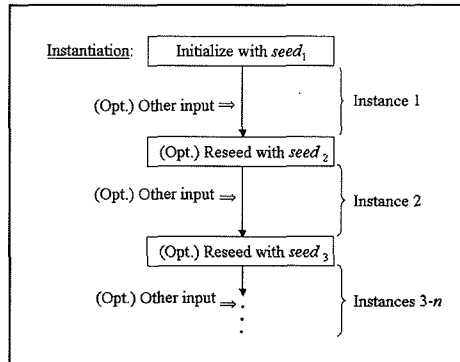 Instantiation: Initialize with seed1
(Opt.) Other input ⇒ Instance 1
(Opt.) Reseed with seed2
(Opt.) Other input ⇒ Instance 2
(Opt.) Reseed with seed3
(Opt.) Other input ⇒ Instances 3-n